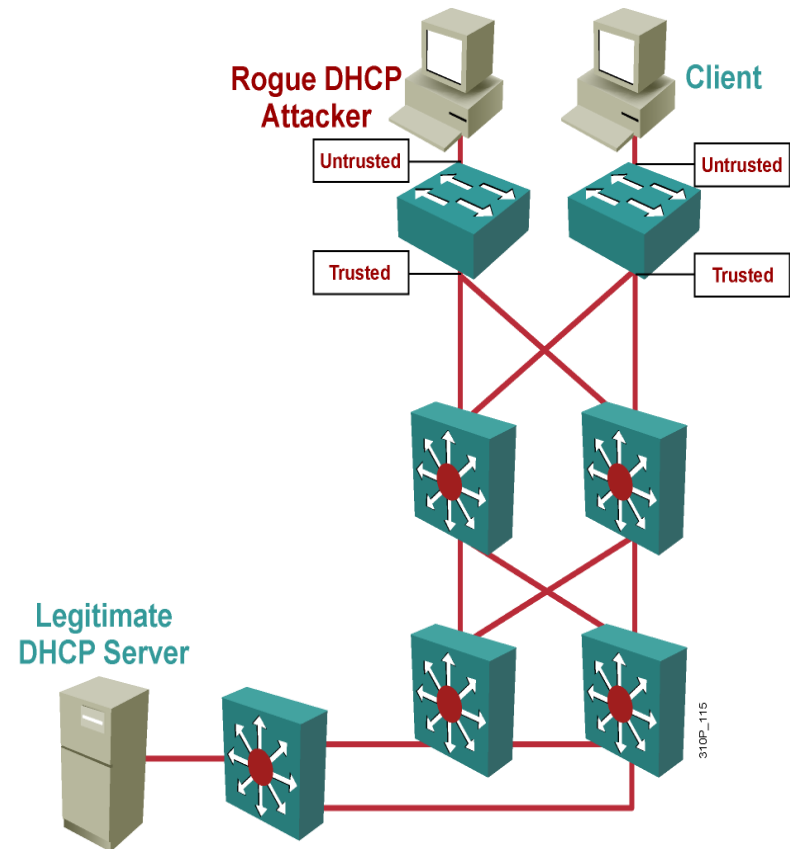 Rogue DHCP
Attacker
Client
Untrusted
Untrusted
Trusted
Trusted
Legitimate
DHCP Server
310P_115